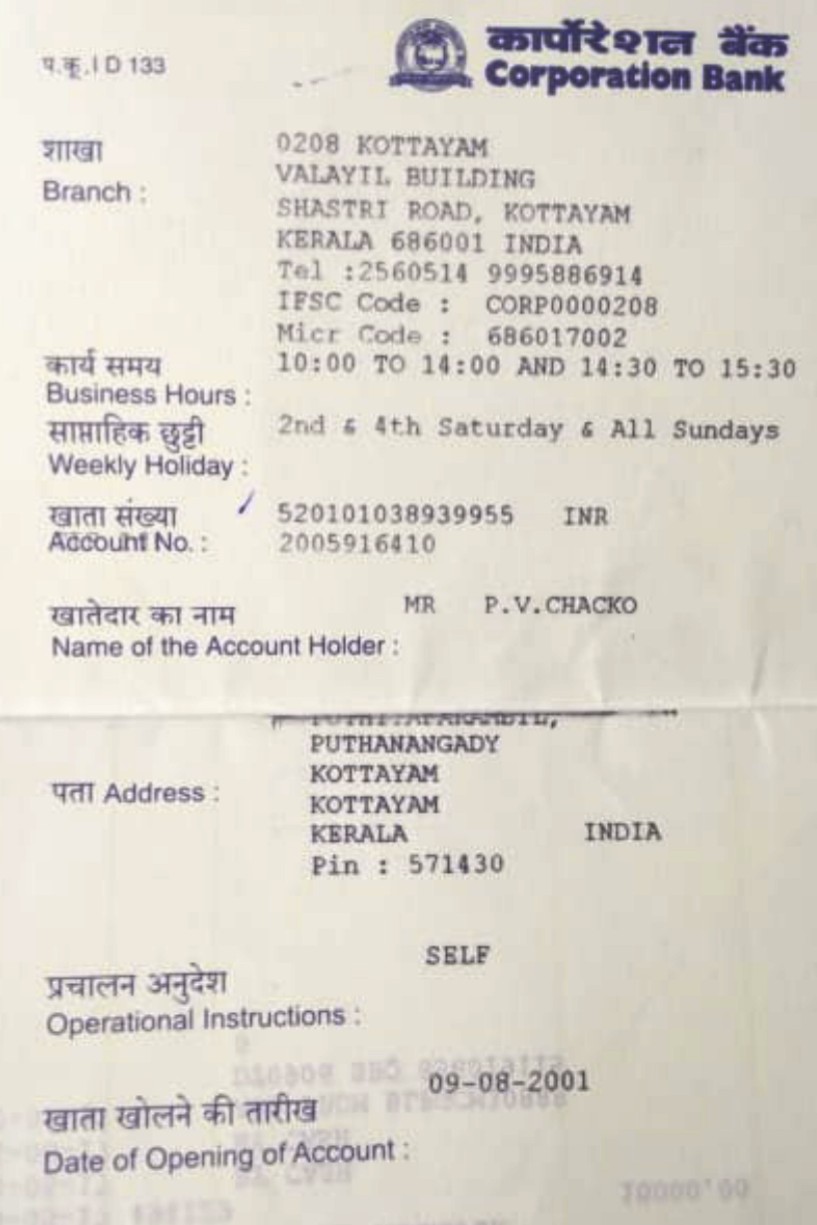 प.कू.ID 133
कार्पोरेशन बैंक
Corporation Bank
शाखा
Branch :
0208 KOTTAYAM
VALAYIL BUILDING
SHASTRI ROAD, KOTTAYAM
KERALA 686001 INDIA
Tel :2560514 9995886914
IFSC Code : CORP0000208
Micr Code : 686017002
कार्य समय
Business Hours :
10:00 TO 14:00 AND 14:30 TO 15:30
साप्ताहिक छुट्टी
Weekly Holiday :
2nd & 4th Saturday & All Sundays
खाता संख्या
Account No. :
520101038939955 INR
2005916410
खातेदार का नाम
Name of the Account Holder :
MR P.V.CHACKO
पता Address :
PUTHANANGADY
KOTTAYAM
KOTTAYAM
KERALA INDIA
Pin : 571430
SELF
प्रचालन अनुदेश
Operational Instructions :
09-08-2001
खाता खोलने की तारीख
Date of Opening of Account :